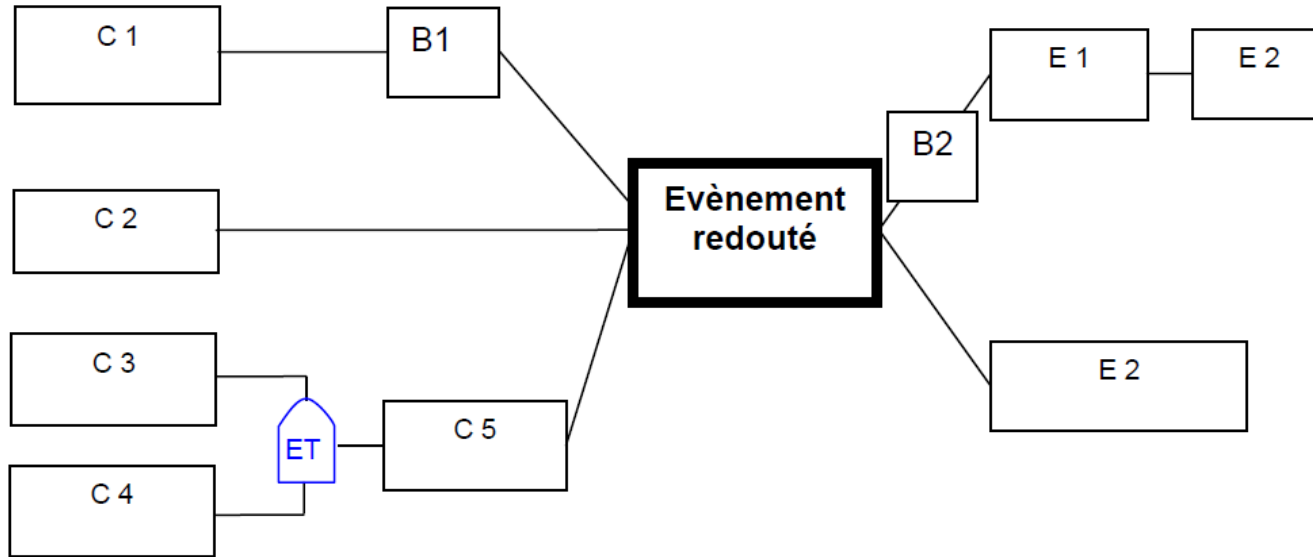 C 1
B1
E 1
E 2
B2
Evènement
redouté
C 2
C 3
E 2
ET
C 5
C 4